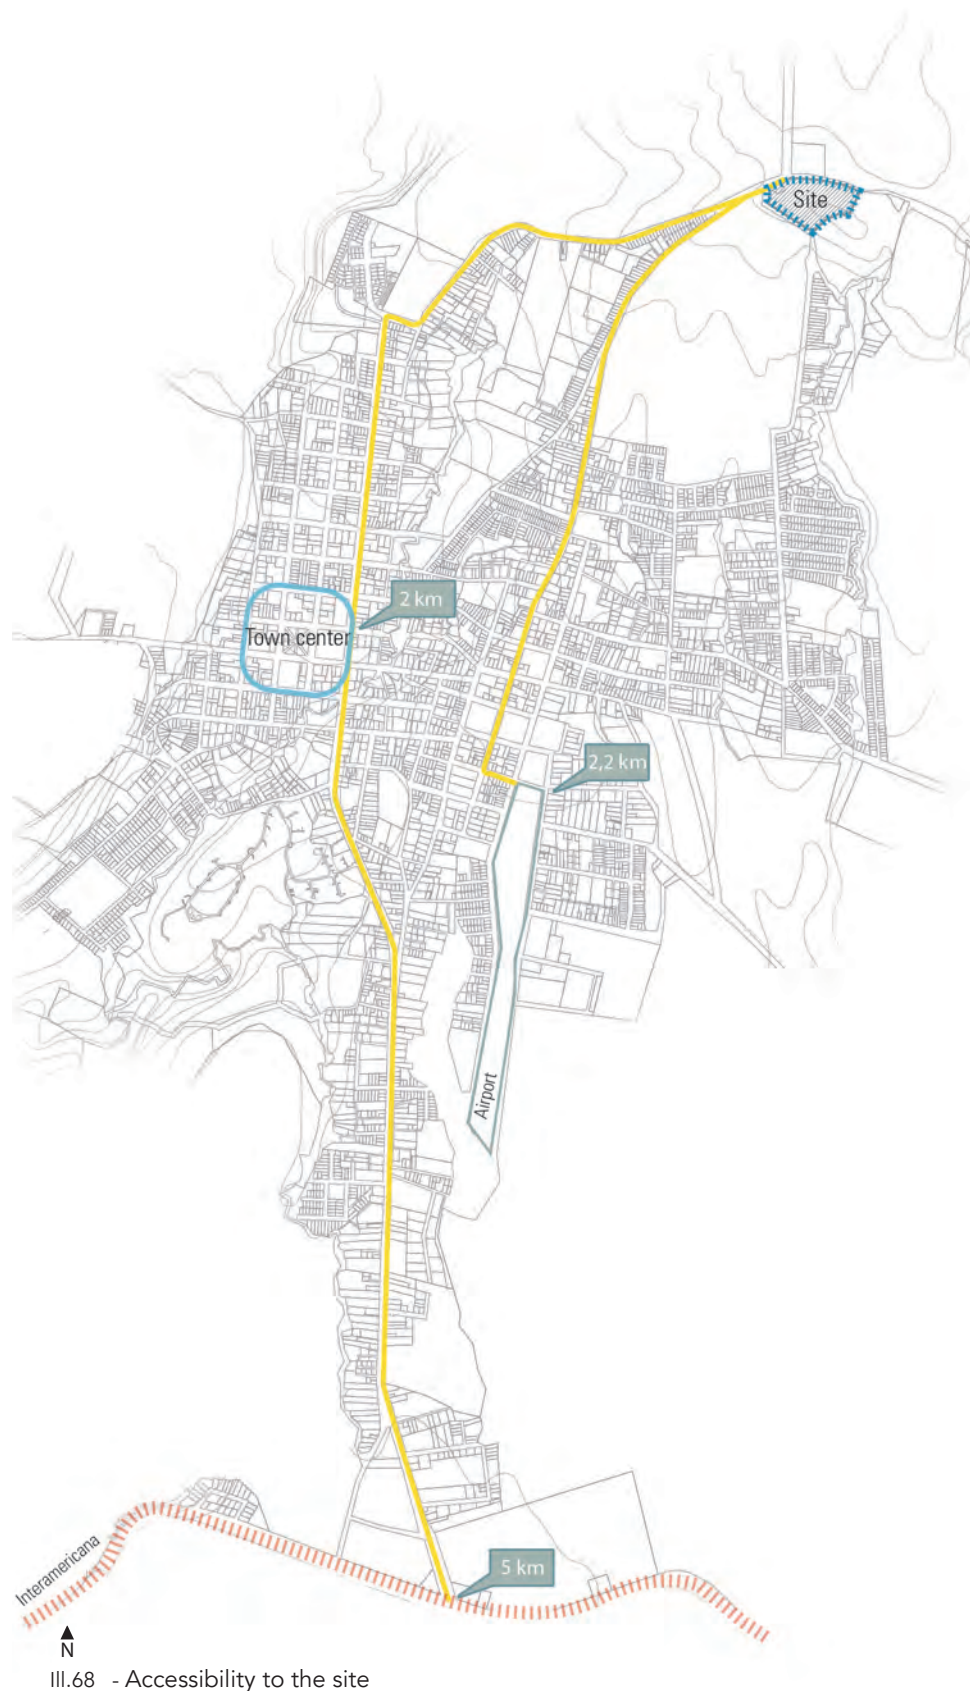 Site
2 km
Town center
2,2 km
Airport
5 km
Interamericana
N
Ill.68 - Accessibility to the site